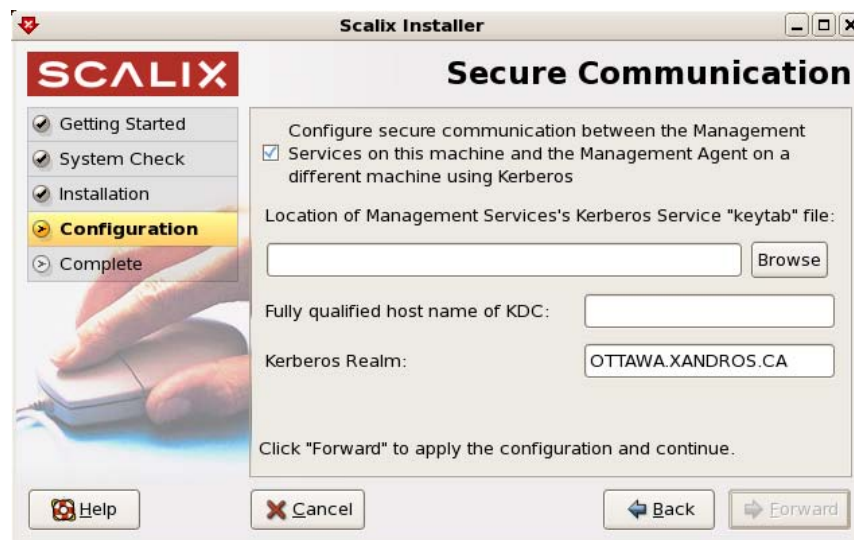 Scalix Installer
SCALIX
Secure Communication
Getting Started
System Check
Installation
Configuration
Complete
Configure secure communication between the Management
Services on this machine and the Management Agent on a
different machine using Kerberos
Location of Management Services's Kerberos Service "keytab" file:
Browse
Fully qualified host name of KDC:
Kerberos Realm:
OTTAWA.XANDROS.CA
Click "Forward" to apply the configuration and continue.
Help
Cancel
Back
Forward